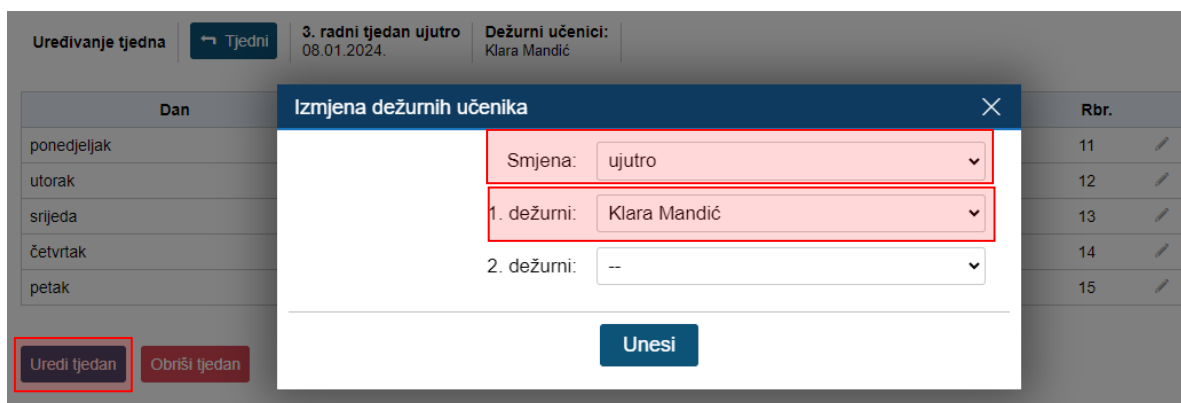 Uređivanje tjedna
Tjedni
3. radni tjedan ujutro
08.01.2024.
Dežurni učenici:
Klara Mandić
Dan
Rbr.
ponedjeljak
11
utorak
12
srijeda
13
četvrtak
14
petak
15
Izmjena dežurnih učenika
Smjena: ujutro
1. dežurni: Klara Mandić
2. dežurni: --
Unesi
Uredi tjedan
Obriši tjedan